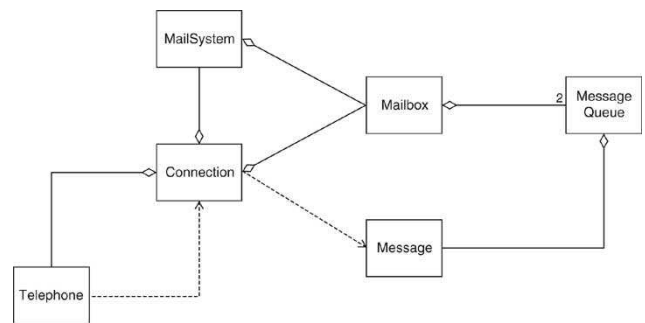 MailSystem
Mailbox
2
Message
Queue
Connection
Message
Telephone